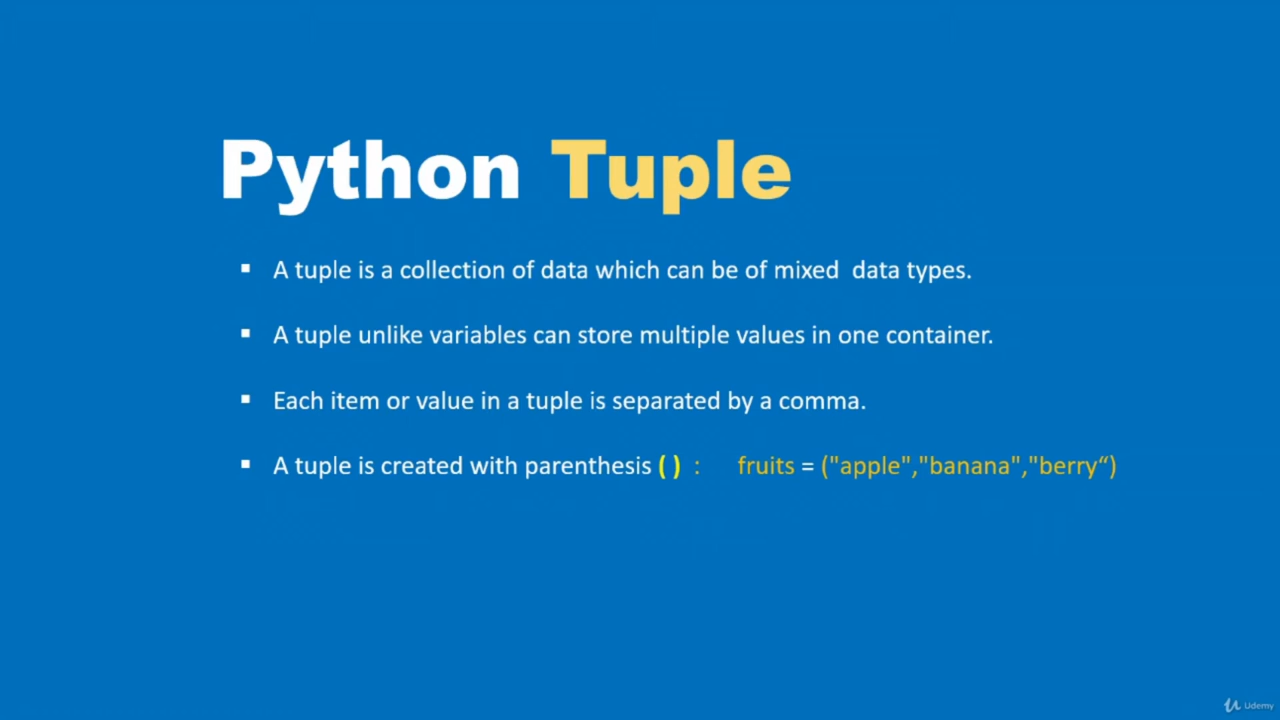 Python Tuple
▪ A tuple is a collection of data which can be of mixed  data types.
▪ A tuple unlike variables can store multiple values in one container.
▪ Each item or value in a tuple is separated by a comma.
▪ A tuple is created with parenthesis ( ) : fruits = ("apple","banana","berry“)
Udemy